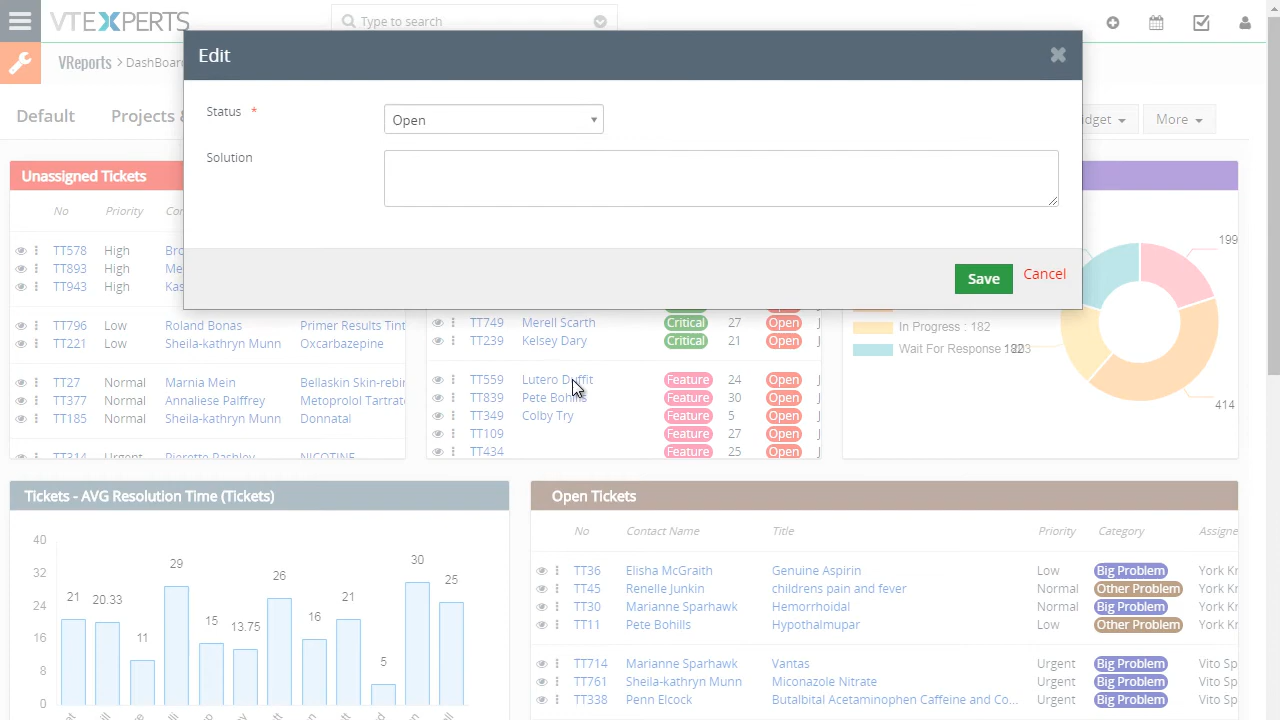 VTEXPERTS
Type to search
VReports > DashBoar
Default
Projects &
dget
More
Edit
Status *
Open
Solution
Save
Cancel
Unassigned Tickets
No Priority Co
TT578 High Bro
TT893 High Me
TT943 High Kas
TT796 Low Roland Bonas Primer Results Tint
TT221 Low Sheila-kathryn Munn Oxcarbazepine
TT27 Normal Marnia Mein Bellaskin Skin-rebir
TT377 Normal Annaliese Palffrey Metoprolol Tartrat
TT185 Normal Sheila-kathryn Munn Donnatal
Urgent Pierette Pashley NICOTINE
TT749 Merell Scarth Critical 27 Open J
TT239 Kelsey Dary Critical 21 Open
TT559 Lutero Duffit Feature 24 Open J
TT839 Pete Bohills Feature 30 Open J
TT349 Colby Try Feature 5 Open J
TT109 Feature 27 Open J
TT434 Feature 25 Open J
In Progress : 182
Wait For Response
199
414
Tickets - AVG Resolution Time (Tickets)
40
32
24
16
8
0
21
20.33
11
29
15
13.75
26
16
21
5
30
25
Open Tickets
No Contact Name Title Priority Category Assigne
TT36 Elisha McGraith Genuine Aspirin Low Big Problem York Kr
TT45 Renelle Junkin childrens pain and fever Normal Other Problem York Kr
TT30 Marianne Sparhawk Hemorrhoidal Normal Big Problem York Kr
TT11 Pete Bohills Hypothalmupar Low Other Problem York Kr
TT714 Marianne Sparhawk Vantas Urgent Big Problem Vito Sp
TT761 Sheila-kathryn Munn Miconazole Nitrate Urgent Big Problem Vito Sp
TT338 Penn Elcock Butalbital Acetaminophen Caffeine and Co... Urgent Big Problem Vito Sp